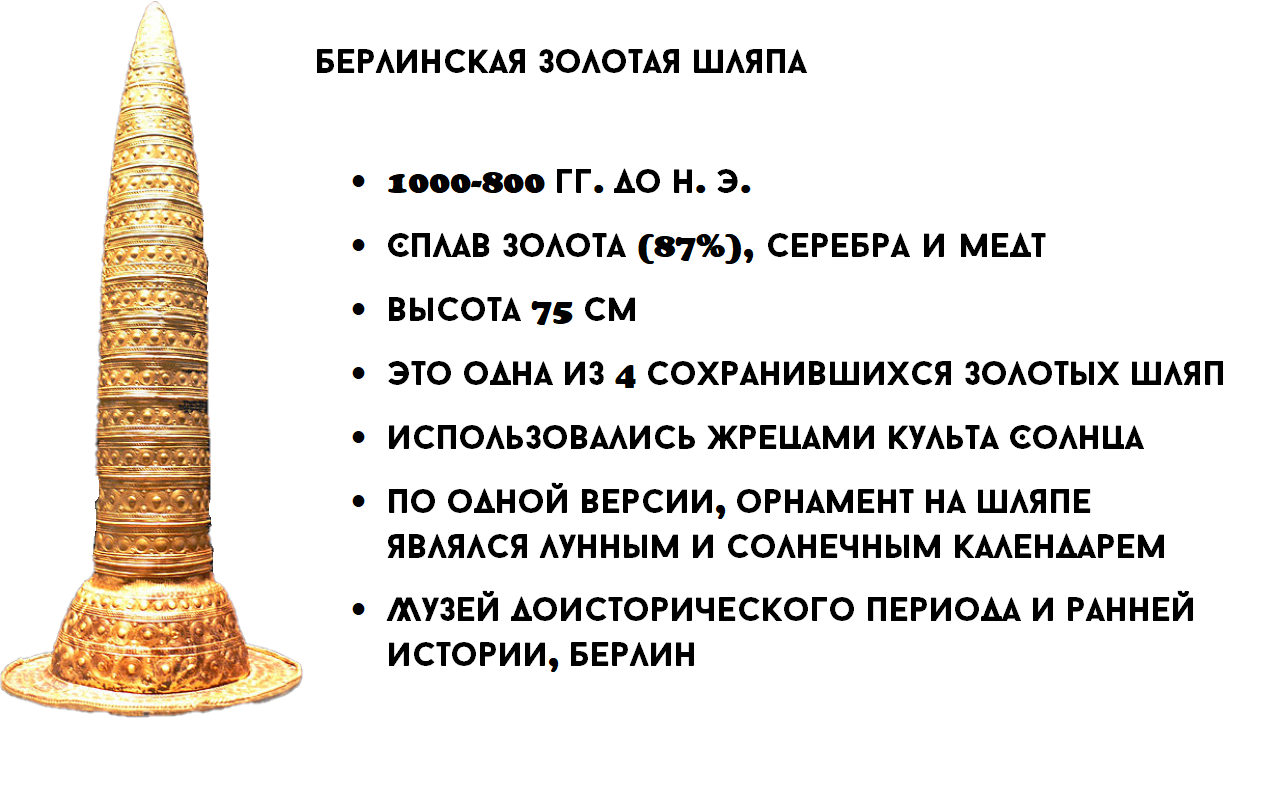 БЕРЛИНСКАЯ ЗОЛОТАЯ ШЛЯПА
• 1000-800 ГГ. ДО Н. Э.
• СПЛАВ ЗОЛОТА (87%), СЕРЕБРА И МЕДТ
• ВЫСОТА 75 СМ
• ЭТО ОДНА ИЗ 4 СОХРАНИВШИХСЯ ЗОЛОТЫХ ШЛЯП
• ИСПОЛЬЗОВАЛИСЬ ЖРЕЦАМИ КУЛЬТА СОЛНЦА
• ПО ОДНОЙ ВЕРСИИ, ОРНАМЕНТ НА ШЛЯПЕ
ЯВЛЯЛСЯ ЛУННЫМ И СОЛНЕЧНЫМ КАЛЕНДАРЕМ
• МУЗЕЙ ДОИСТОРИЧЕСКОГО ПЕРИОДА И РАННЕЙ
ИСТОРИИ, БЕРЛИН